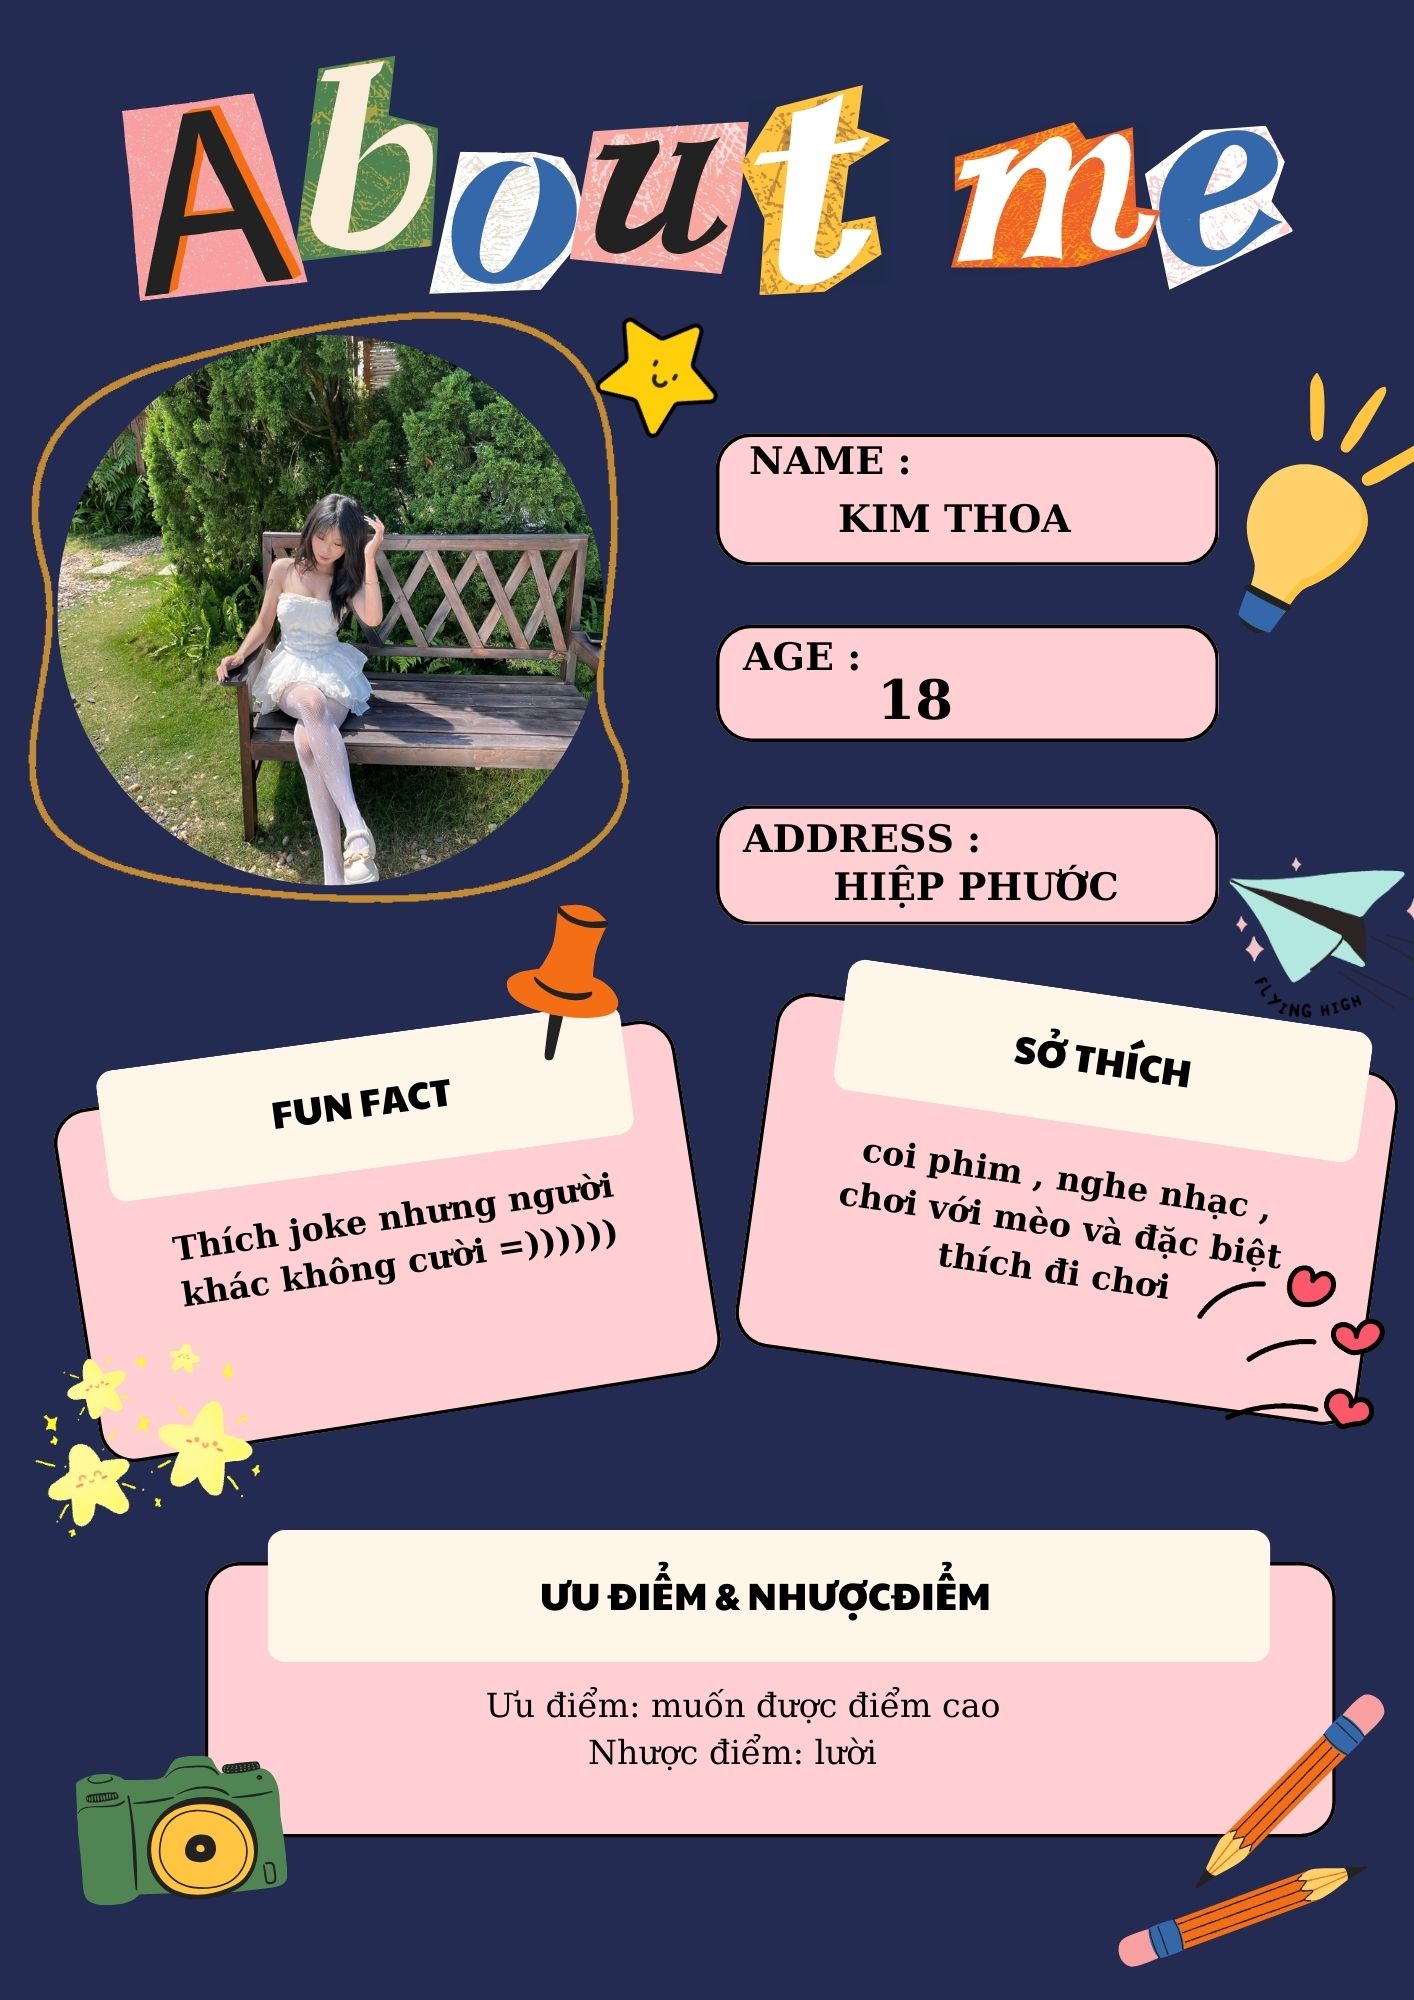 About me
NAME :
KIM THOA
AGE :
18
ADDRESS :
HIỆP PHƯỚC
FLYING HIGH
FUN FACT
Thích joke nhưng người
khác không cười =))))))
SỞ THÍCH
coi phim , nghe nhạc ,
chơi với mèo và đặc biệt
thích đi chơi
ƯU ĐIỂM & NHƯỢCĐIỂM
Ưu điểm: muốn được điểm cao
Nhược điểm: lười